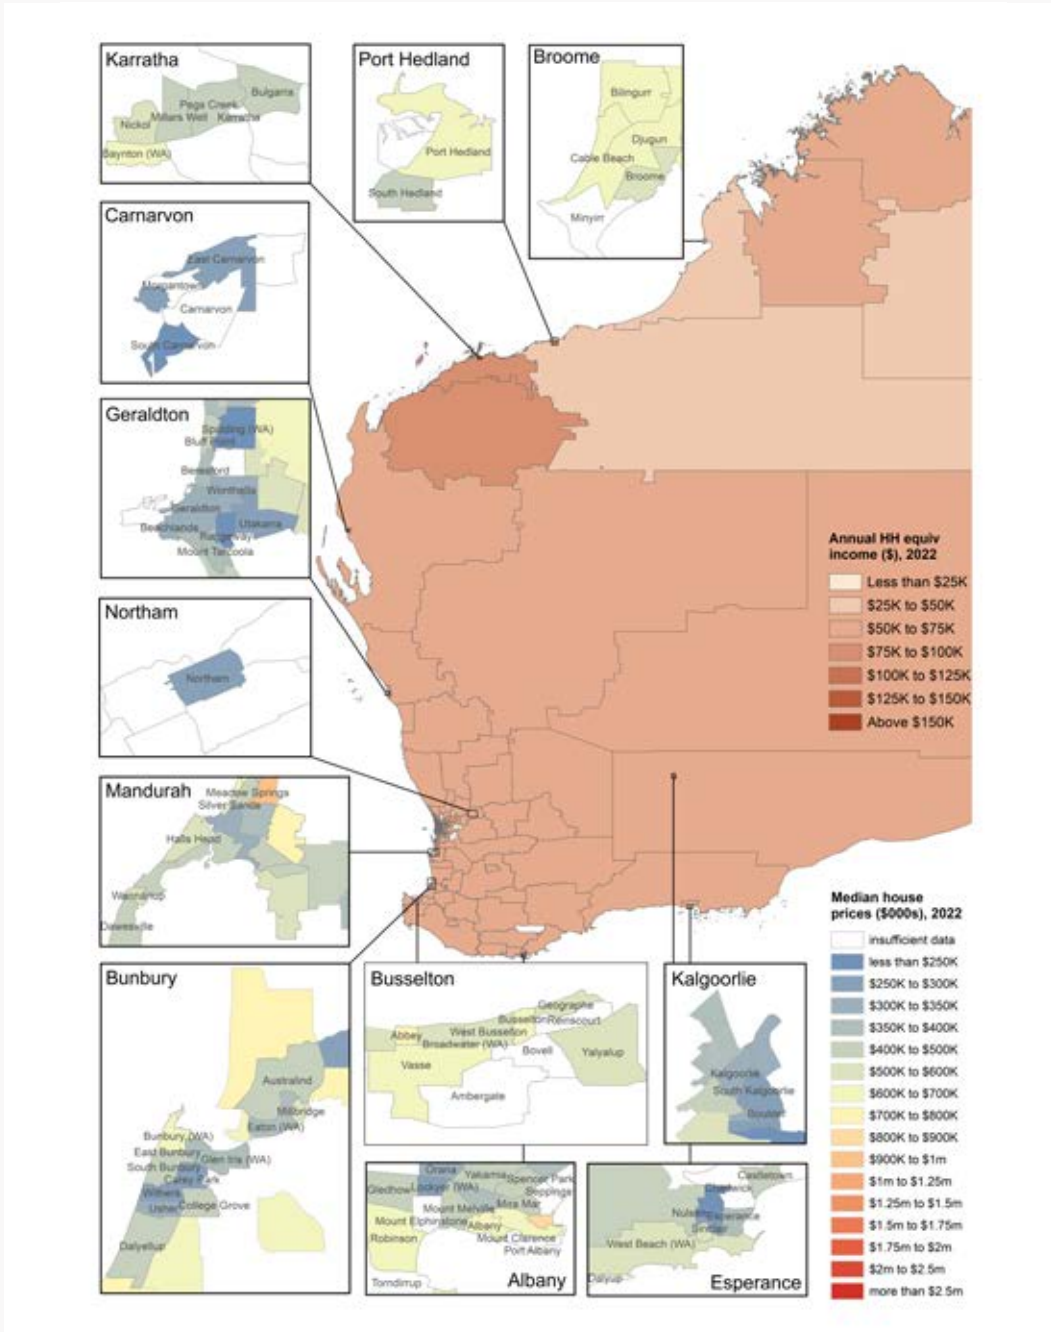 Karratha
Bulgarra
Pegs Creek
Millars Well
Karratha
Nickol
Baynton (WA)
Port Hedland
Port Hedland
South Hedland
Broome
Bilingurr
Djugun
Cable Beach
Broome
Minyirr
Carnarvon
East Carnarvon
Morgantown
Carnarvon
South Carnarvon
Geraldton
Spalding (WA)
Bluff Point
Beresford
Wonthella
Geraldton
Beachlands
Utakarra
Rangeway
Mount Tarcoola
Northam
Northam
Annual HH equiv
income ($), 2022
Less than $25K
$25K to $50K
$50K to $75K
$75K to $100K
$100K to $125K
$125K to $150K
Above $150K
Mandurah
Meadow Springs
Silver Sands
Halls Head
Wannanup
Dawesville
Bunbury
Australind
Millbridge
Eaton (WA)
Bunbury (WA)
East Bunbury
Glen Iris (WA)
South Bunbury
Carey Park
Withers
Usher
College Grove
Dalyellup
Busselton
Geographe
Busselton
Reinscourt
Abbey
West Busselton
Broadwater (WA)
Bovell
Yalyalup
Vasse
Ambergate
Kalgoorlie
Kalgoorlie
South Kalgoorlie
Boulder
Orana
Yakamia
Spencer Park
Gledhow
Lockyer (WA)
Seppings
Mira Mar
Mount Melville
Mount Elphinstone
Albany
Robinson
Mount Clarence
Port Albany
Torndirrup
Albany
Castletown
Chadwick
Nulsen
Esperance
Sinclair
West Beach (WA)
Dalyup
Esperance
Median house
prices ($000s), 2022
insufficient data
less than $250K
$250K to $300K
$300K to $350K
$350K to $400K
$400K to $500K
$500K to $600K
$600K to $700K
$700K to $800K
$800K to $900K
$900K to $1m
$1m to $1.25m
$1.25m to $1.5m
$1.5m to $1.75m
$1.75m to $2m
$2m to $2.5m
more than $2.5m